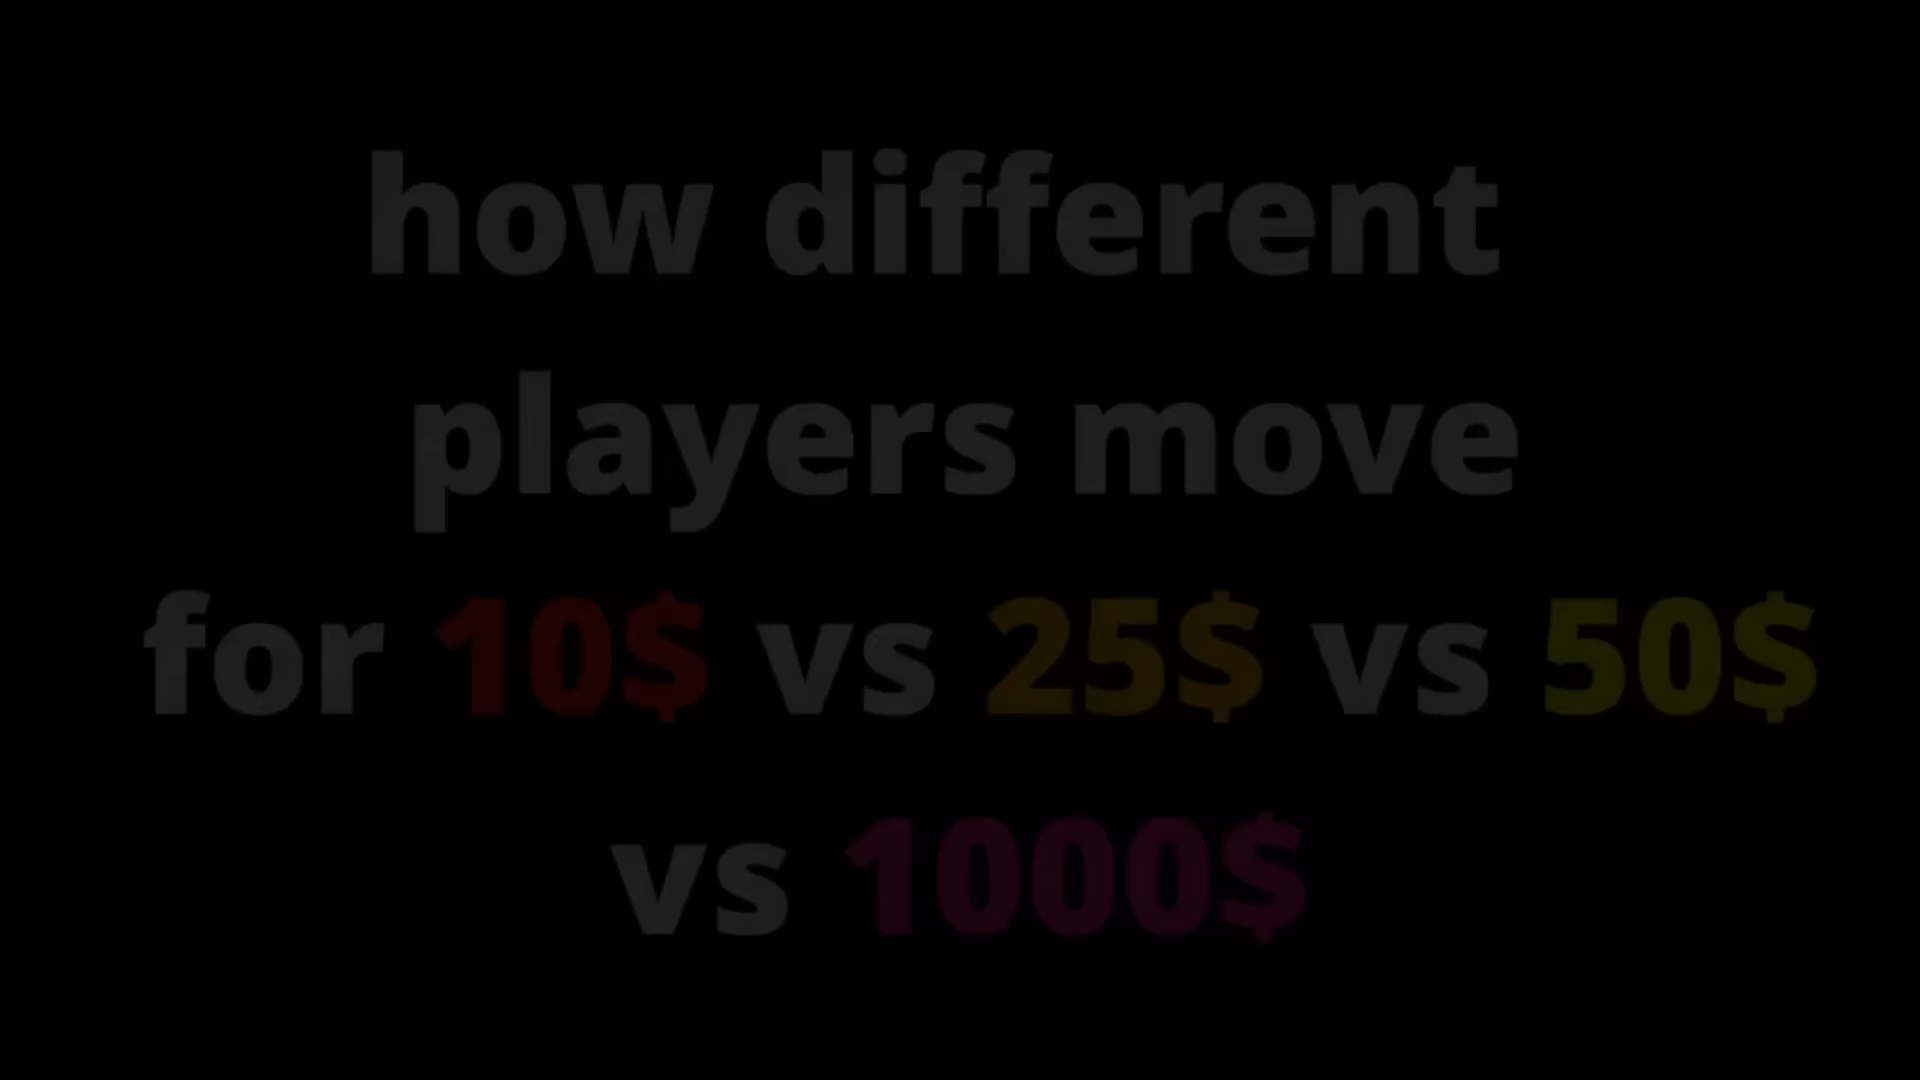 how different
players move
for 10$ vs 25$ vs 50$
vs 1000$